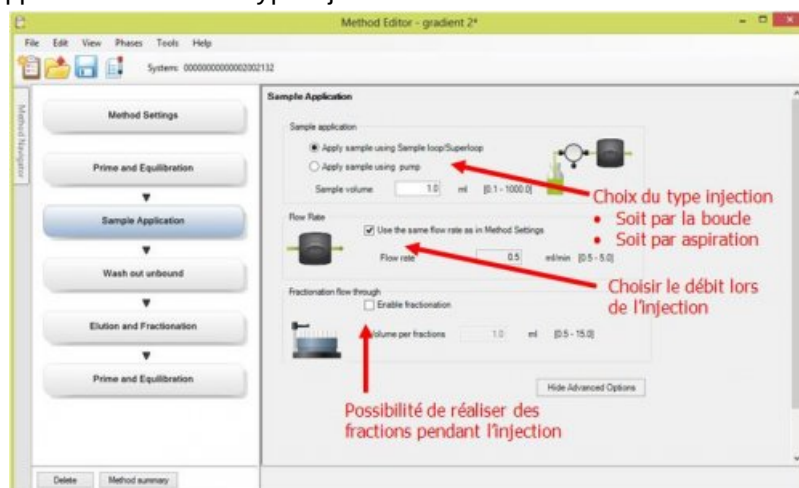 Method Editor - gradient 2*
File Edit View Phases Tools Help
System: 00000000000002002132
Method Navigator
Method Settings
Prime and Equilibration
Sample Application
Wash out unbound
Elution and Fractionation
Prime and Equilibration
Delete Method summary
Sample Application
Sample application
Apply sample using Sample loop/Superloop
Apply sample using pump
Sample volume 1.0 ml [0.1 - 1000.0]
Choix du type injection
• Soit par la boucle
• Soit par aspiration
Flow Rate
Use the same flow rate as in Method Settings
Flow rate 0.5 ml/min [0.5 - 5.0]
Choisir le débit lors
de l'injection
Fractionation flow through
Enable fractionation
Volume per fractions 1.0 ml [0.5 - 15.0]
Hide Advanced Options
Possibilité de réaliser des
fractions pendant l'injection